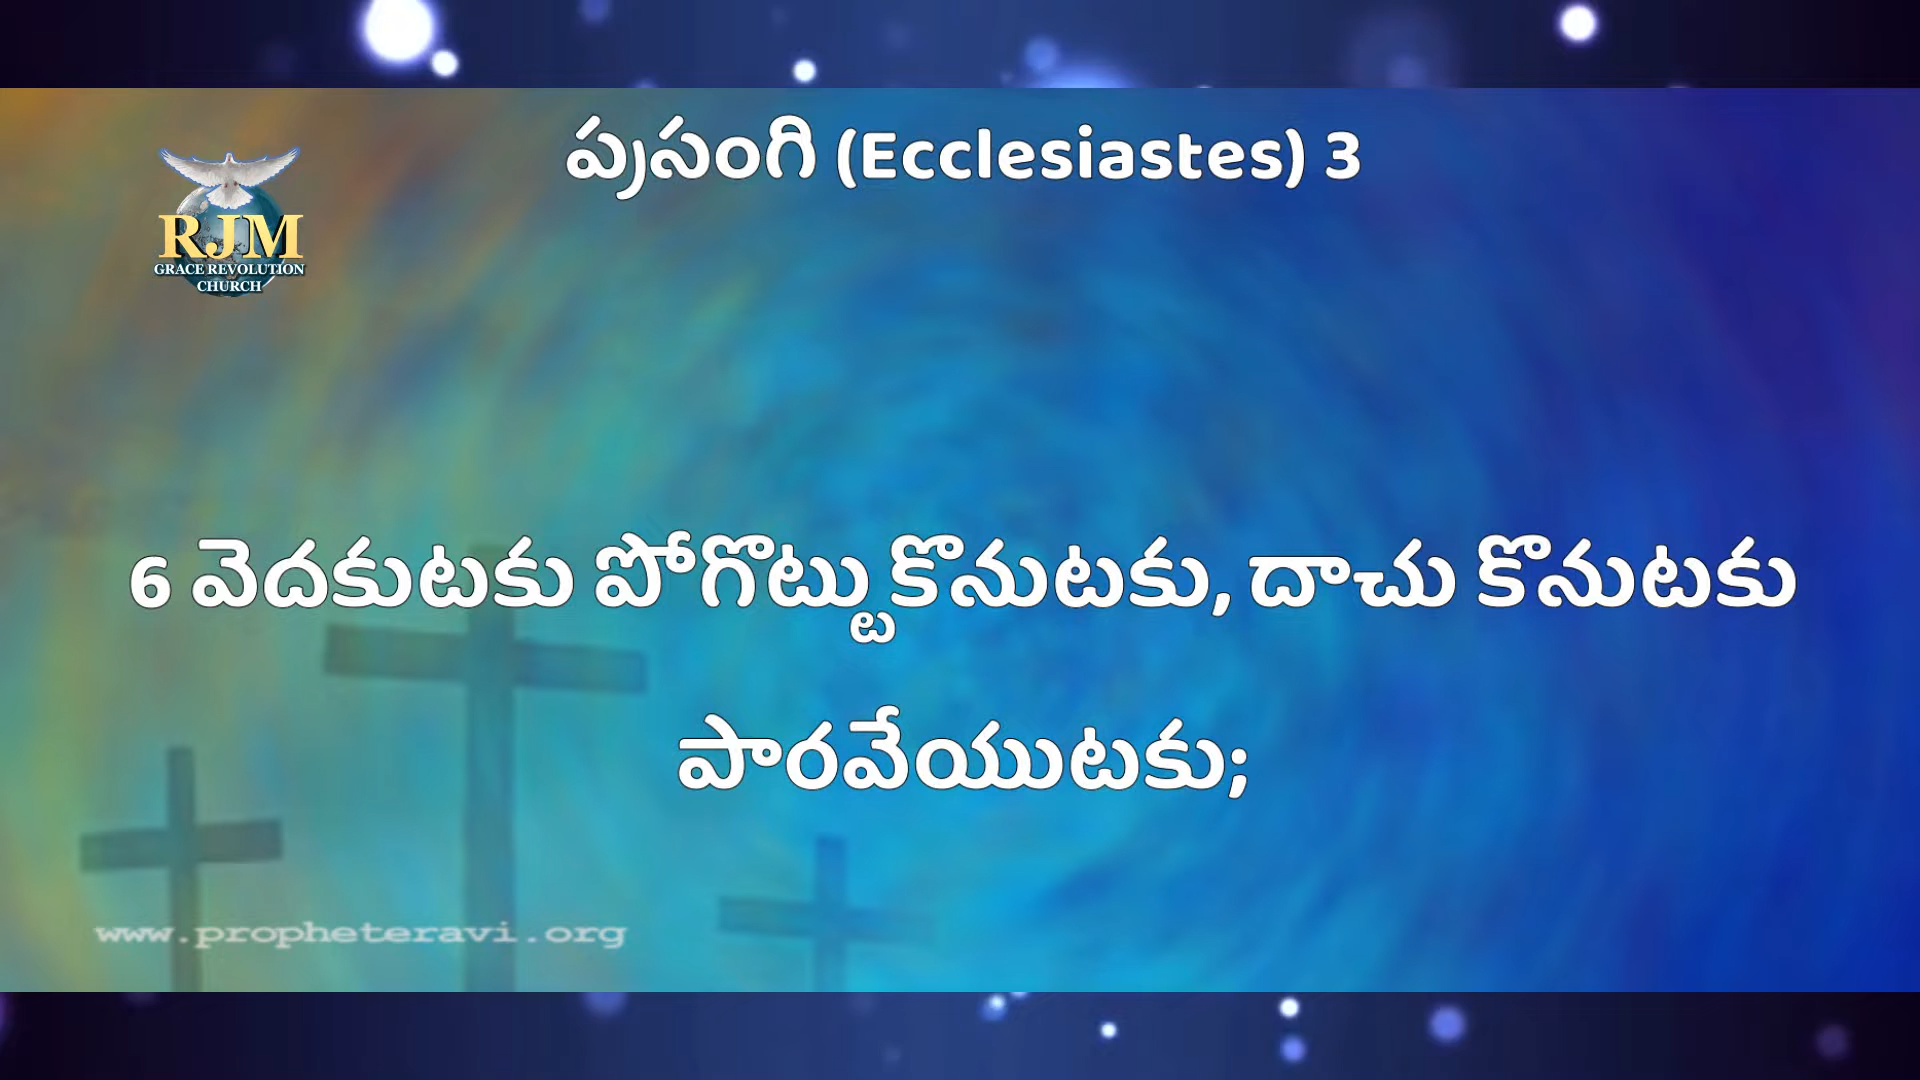 ప్రసంగి (Ecclesiastes) 3
RJM
GRACE REVOLUTION
CHURCH
6 వెదకుటకు పోగొట్టుకొనుటకు, దాచు కొనుటకు
పారవేయుటకు;
www.propheteravi.org